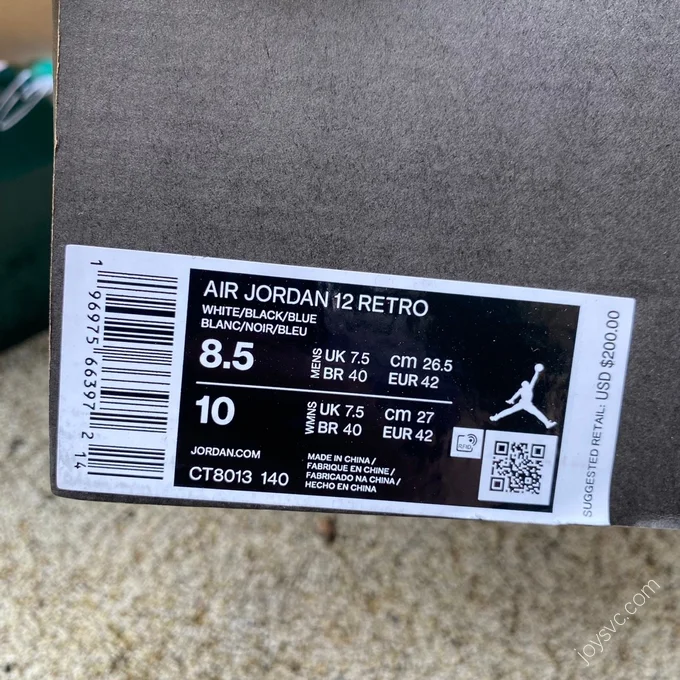 AIR JORDAN 12 RETRO
WHITE/BLACK/BLUE
BLANC/NOIR/BLEU
8.5
MENS
UK 7.5 CM 26.5
BR 40 EUR 42
10
WMNS
UK 7.5 CM 27
BR 40 EUR 42
JORDAN.COM
CT8013 140
MADE IN CHINA/
FABRIQUE EN CHINE/
FABRICADO NA CHINA/
HECHO EN CHINA
RFID
SUGGESTED RETAIL: USD $200.00
1 96975 66397 2 14
joysvc.com